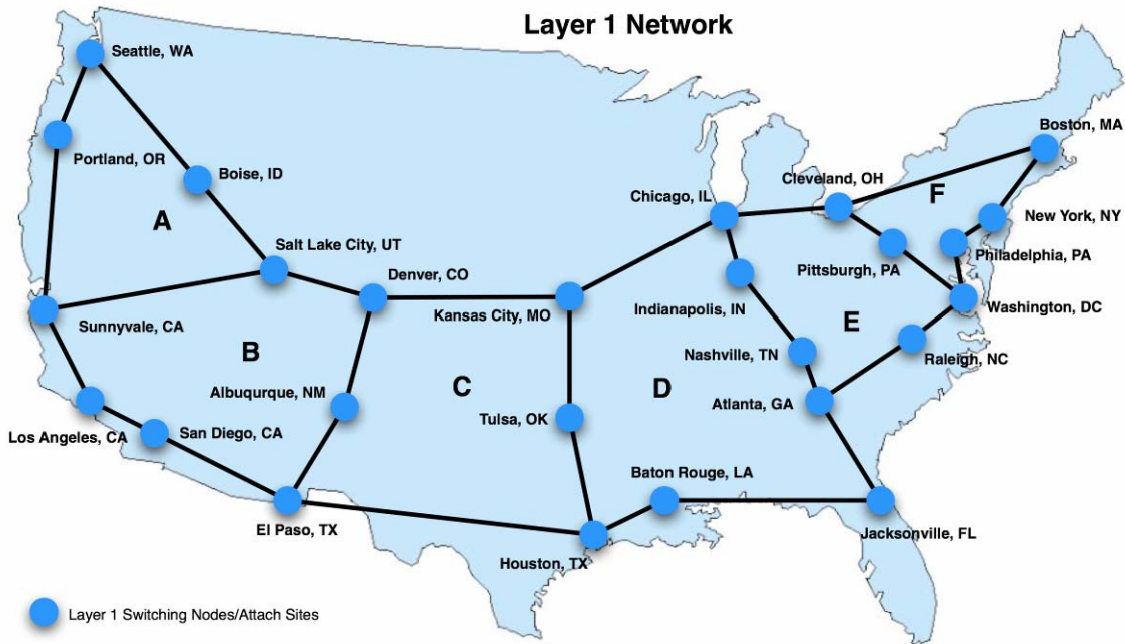 Layer 1 Network
Seattle, WA
Boston, MA
Portland, OR
Boise, ID
Cleveland, OH
Chicago, IL
F
New York, NY
A
Salt Lake City, UT
Philadelphia, PA
Pittsburgh, PA
Denver, CO
Indianapolis, IN
Washington, DC
Kansas City, MO
Sunnyvale, CA
E
B
Nashville, TN
Raleigh, NC
Albuqurque, NM
C
D
Atlanta, GA
Tulsa, OK
Los Angeles, CA
San Diego, CA
Baton Rouge, LA
El Paso, TX
Jacksonville, FL
Houston, TX
Layer 1 Switching Nodes/Attach Sites